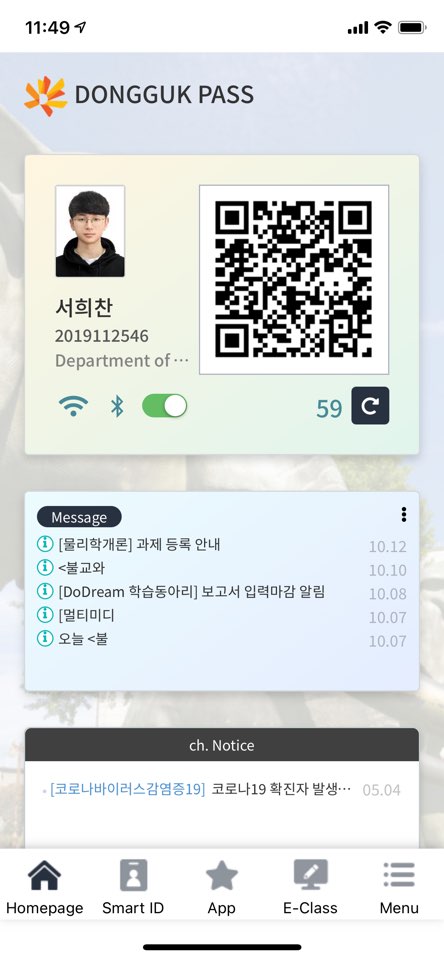 11:49
DONGGUK PASS
서희찬
2019112546
Department of ···
59
Message
[물리학개론] 과제 등록 안내 10.12
<불교와 10.10
[DoDream 학습동아리] 보고서 입력마감 알림 10.08
[멀티미디 10.07
오늘 <불 10.07
ch. Notice
[코로나바이러스감염증19] 코로나19 확진자 발생··· 05.04
Homepage Smart ID App E-Class Menu